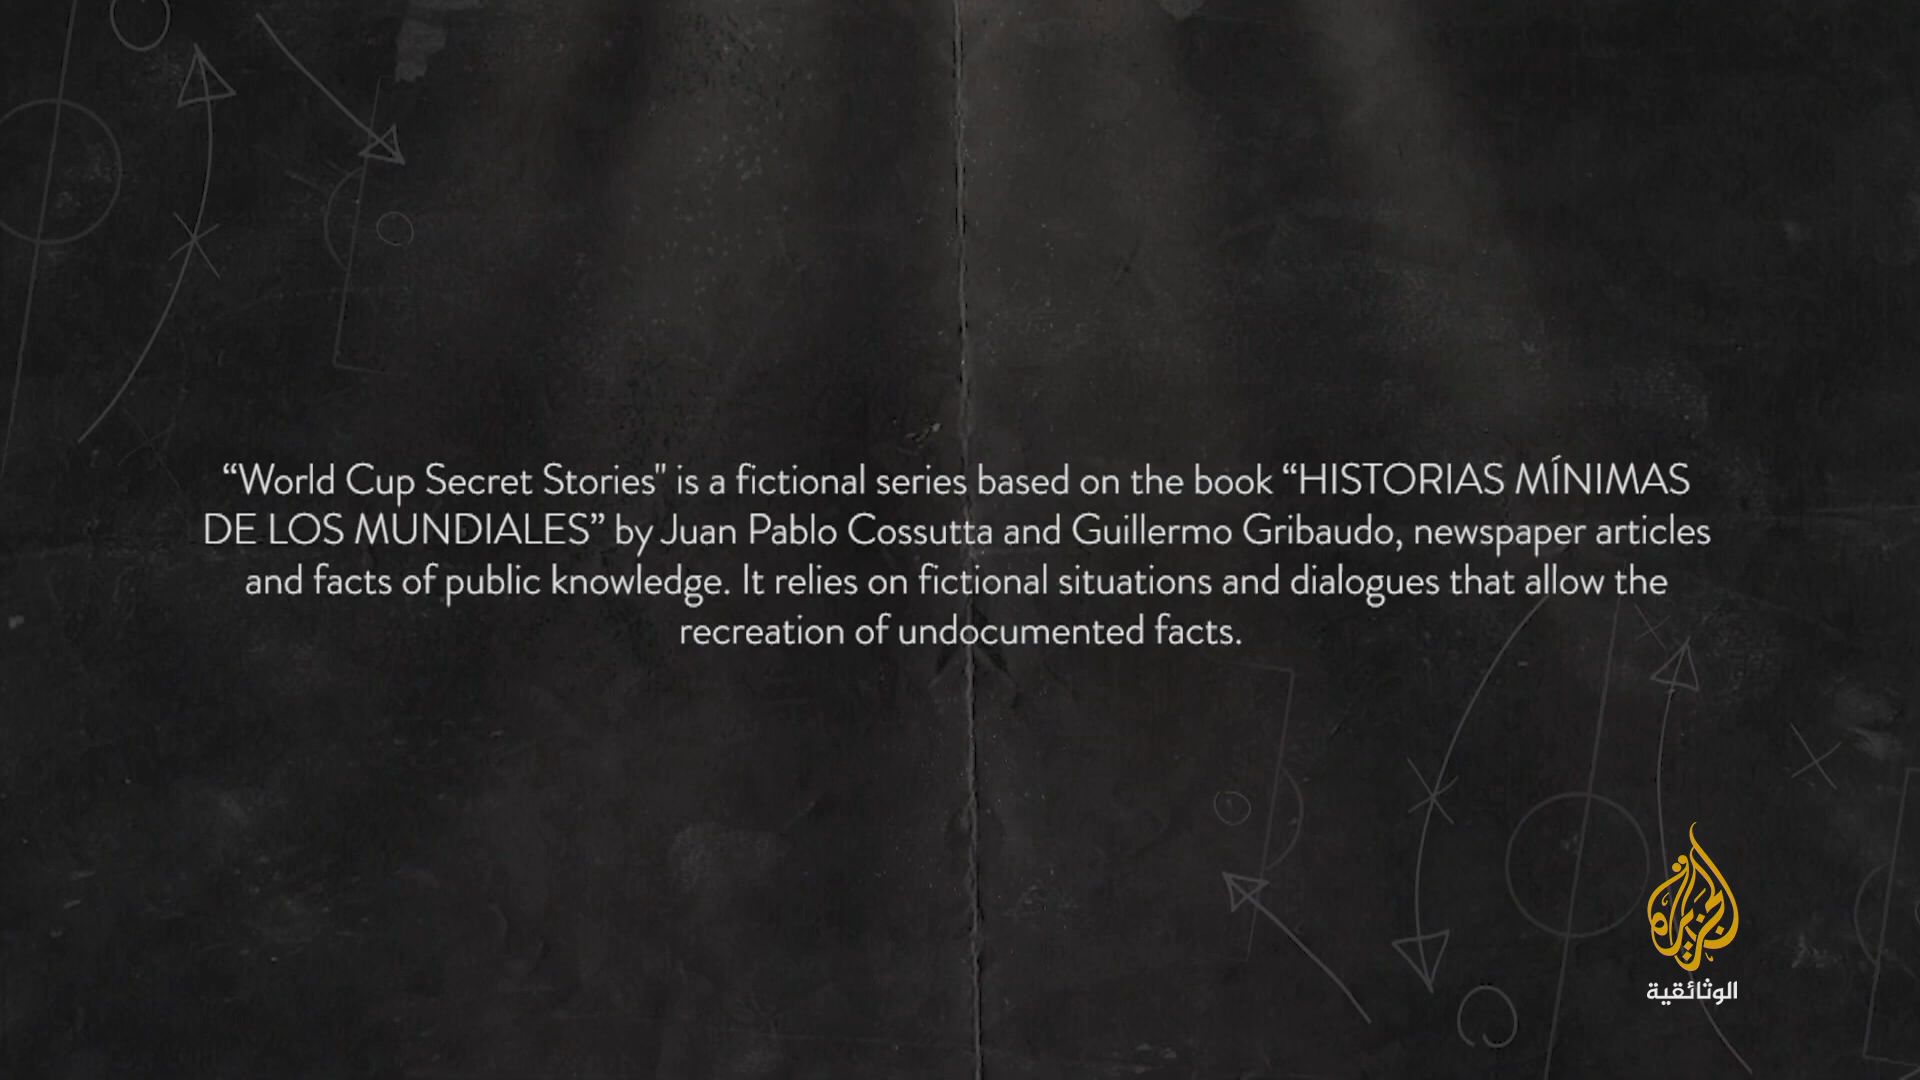 “World Cup Secret Stories" is a fictional series based on the book “HISTORIAS MÍNIMAS
DE LOS MUNDIALES” by Juan Pablo Cossutta and Guillermo Gribaudo, newspaper articles
and facts of public knowledge. It relies on fictional situations and dialogues that allow the
recreation of undocumented facts.
الجزيرة
الوثائقية